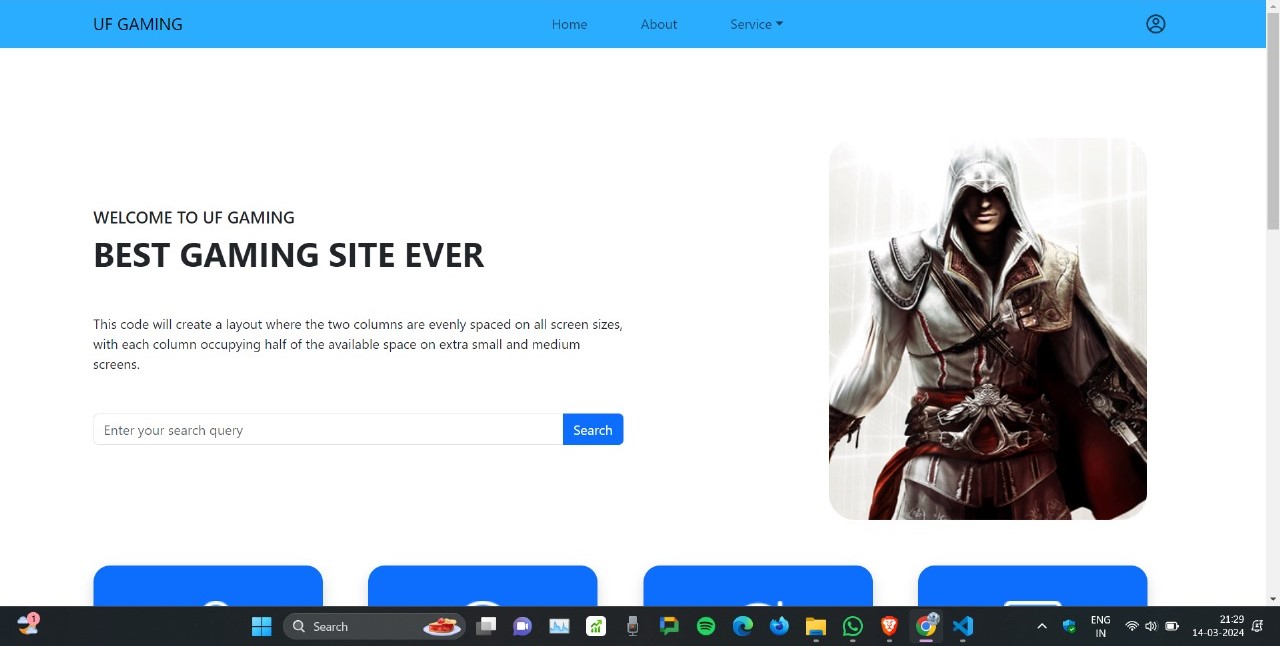 UF GAMING
Home
About
Service
WELCOME TO UF GAMING
BEST GAMING SITE EVER
This code will create a layout where the two columns are evenly spaced on all screen sizes,
with each column occupying half of the available space on extra small and medium
screens.
Enter your search query
Search
1
Search
ENG
IN
21:29
14-03-2024